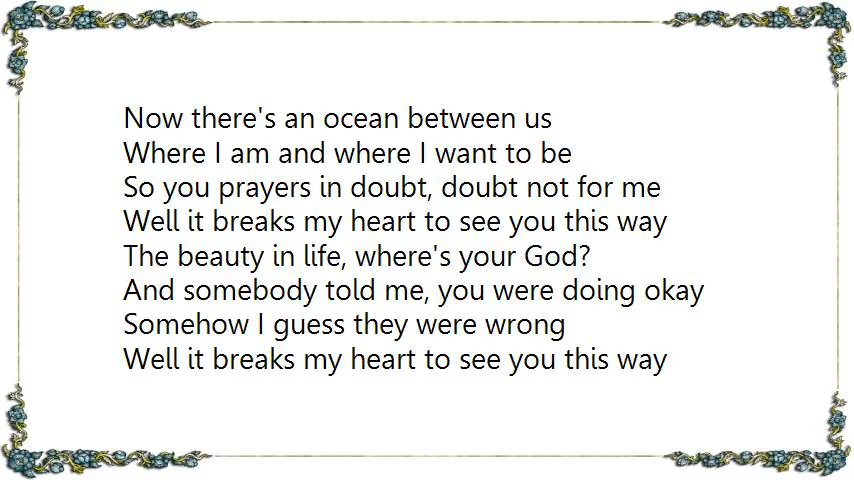 Now there's an ocean between us
Where I am and where I want to be
So you prayers in doubt, doubt not for me
Well it breaks my heart to see you this way
The beauty in life, where's your God?
And somebody told me, you were doing okay
Somehow I guess they were wrong
Well it breaks my heart to see you this way